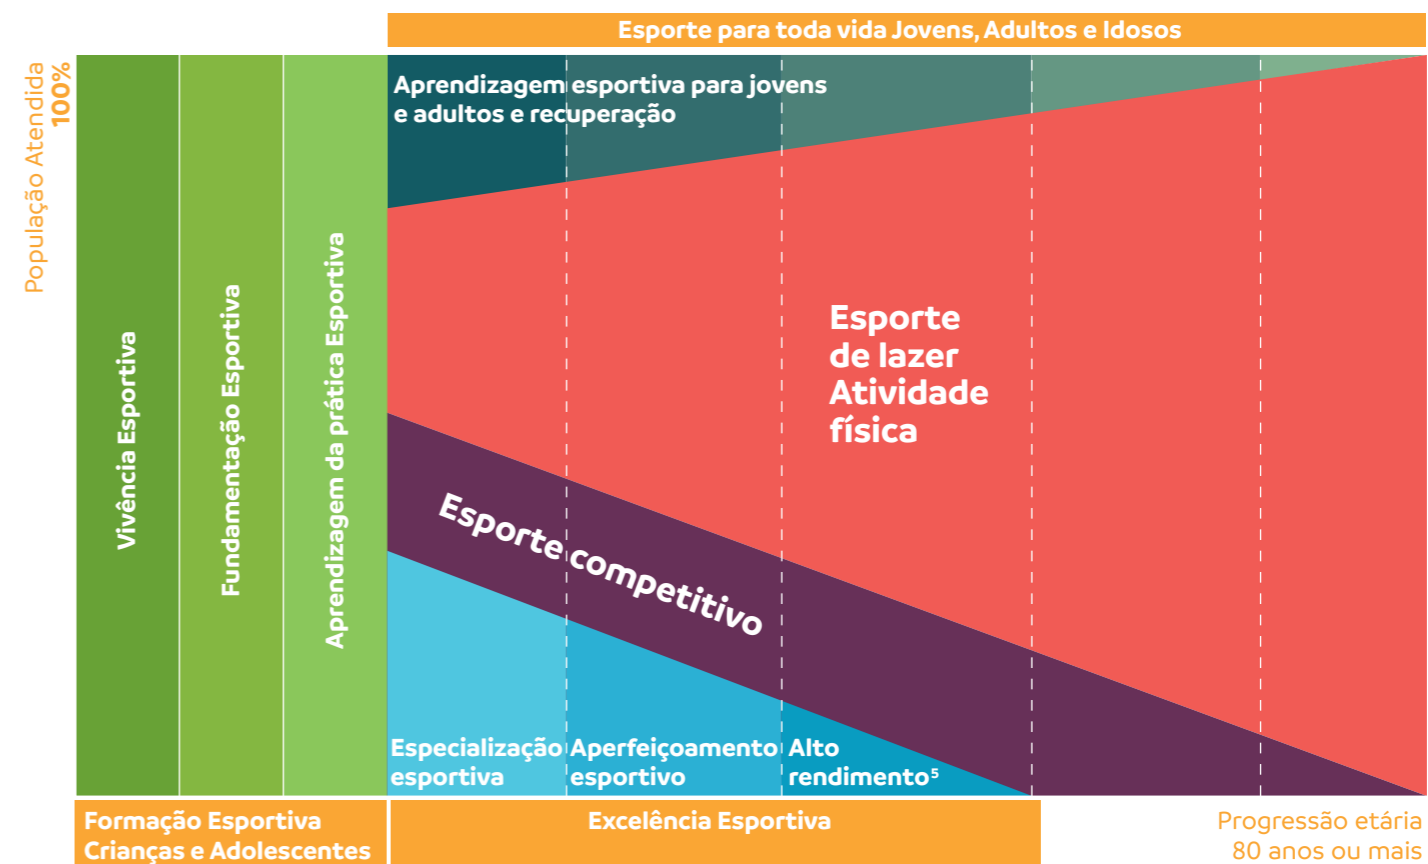 Esporte para toda vida Jovens, Adultos e Idosos
População Atendida
100%
Aprendizagem esportiva para jovens
e adultos e recuperação
Vivência Esportiva
Fundamentação Esportiva
Aprendizagem da prática Esportiva
Esporte
de lazer
Atividade
física
Esporte competitivo
Especialização
esportiva
Aperfeiçoamento
esportivo
Alto
rendimento⁵
Formação Esportiva
Crianças e Adolescentes
Excelência Esportiva
Progressão etária
80 anos ou mais